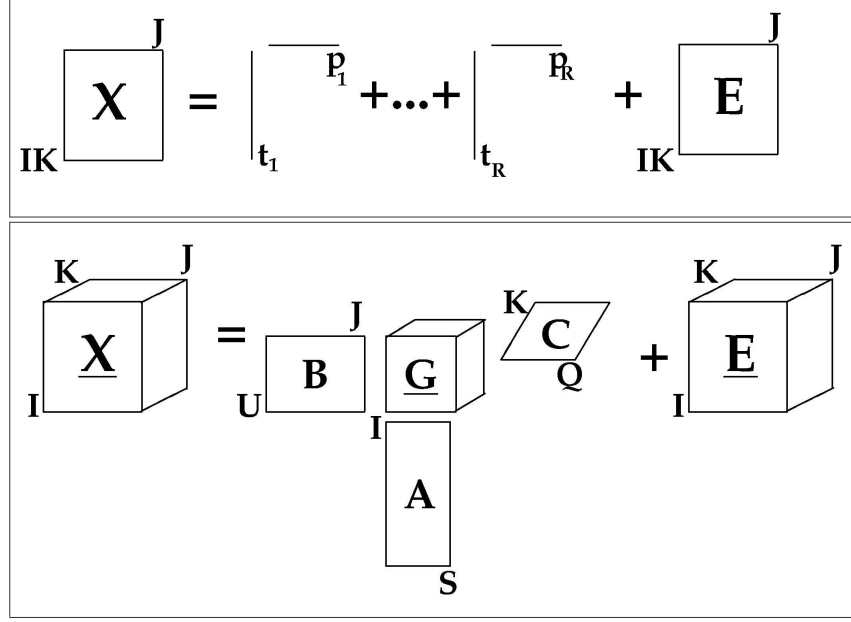 J
X = p1 +...+ pR + E J
IK t1 tR IK
K J K J
X = B J G K C + E
I U I Q I
A
S